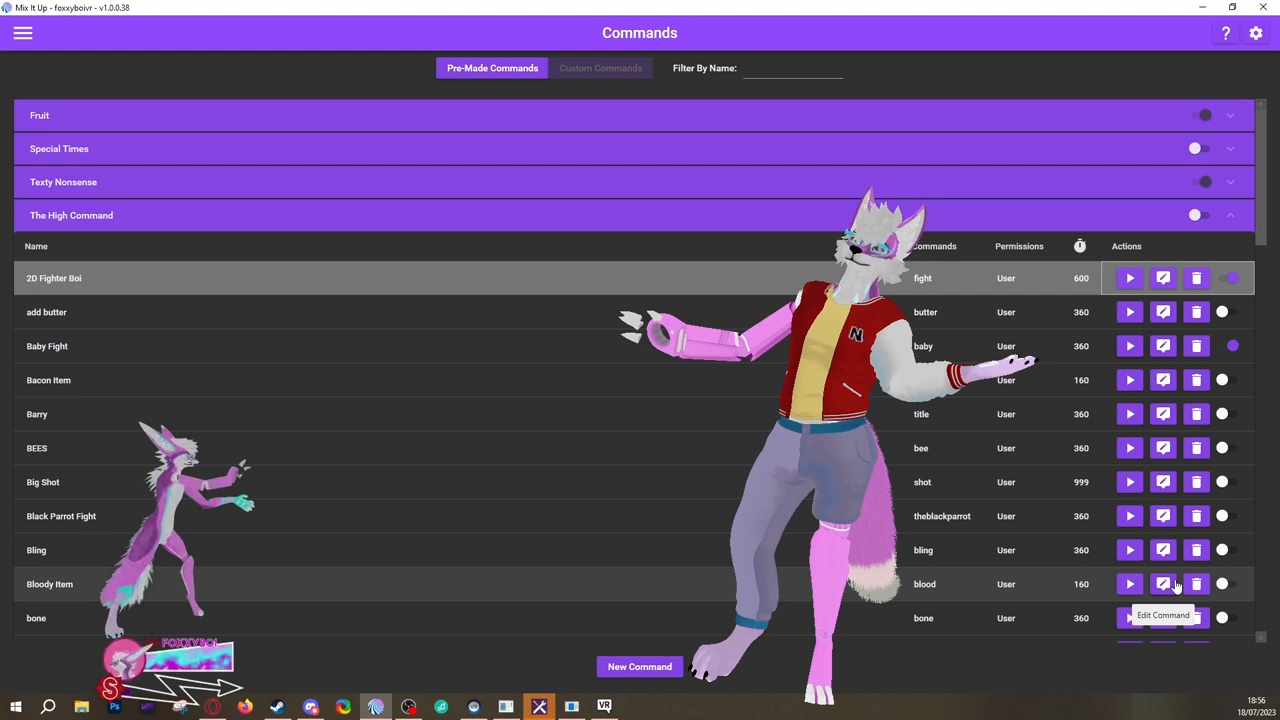 Mix It Up - foxxyboivr - v1.0.0.38
Commands
?
Pre-Made Commands Custom Commands Filter By Name:
Fruit
Special Times
Texty Nonsense
The High Command
Name Commands Permissions Actions
2D Fighter Boi fight User 600
add butter butter User 360
Baby Fight baby User 360
Bacon Item User 160
Barry title User 360
BEES bee User 360
Big Shot shot User 999
Black Parrot Fight theblackparrot User 360
Bling bling User 360
Bloody Item blood User 160
Edit Command
bone bone User 360
N
FOXXYBOI
S
New Command
Ps
VR
18:56
18/07/2023